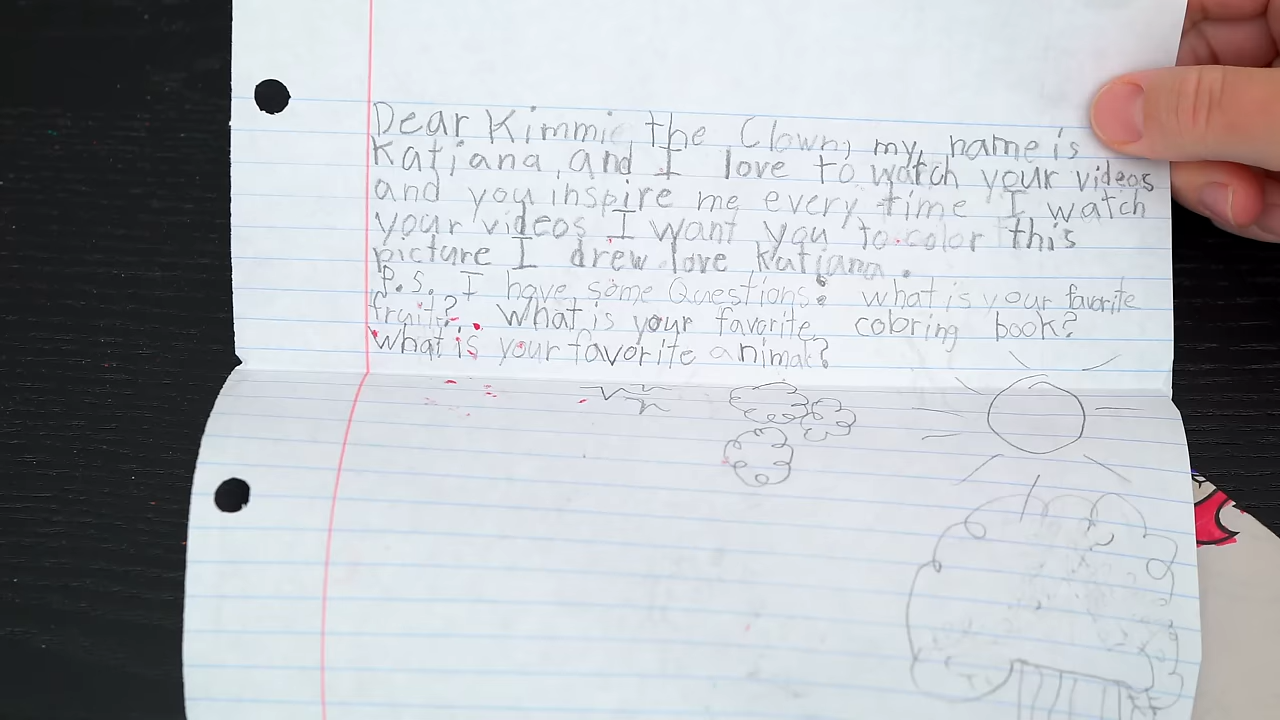 Dear Kimmi the Clown, my name is
Katiana, and I love to watch your videos
and you inspire me every time I watch
your videos I want you to color this
picture I drew love Katiana.
P.S. I have some Questions: what is your favorite
fruit? What is your favorite coloring book?
What is your favorite animal?